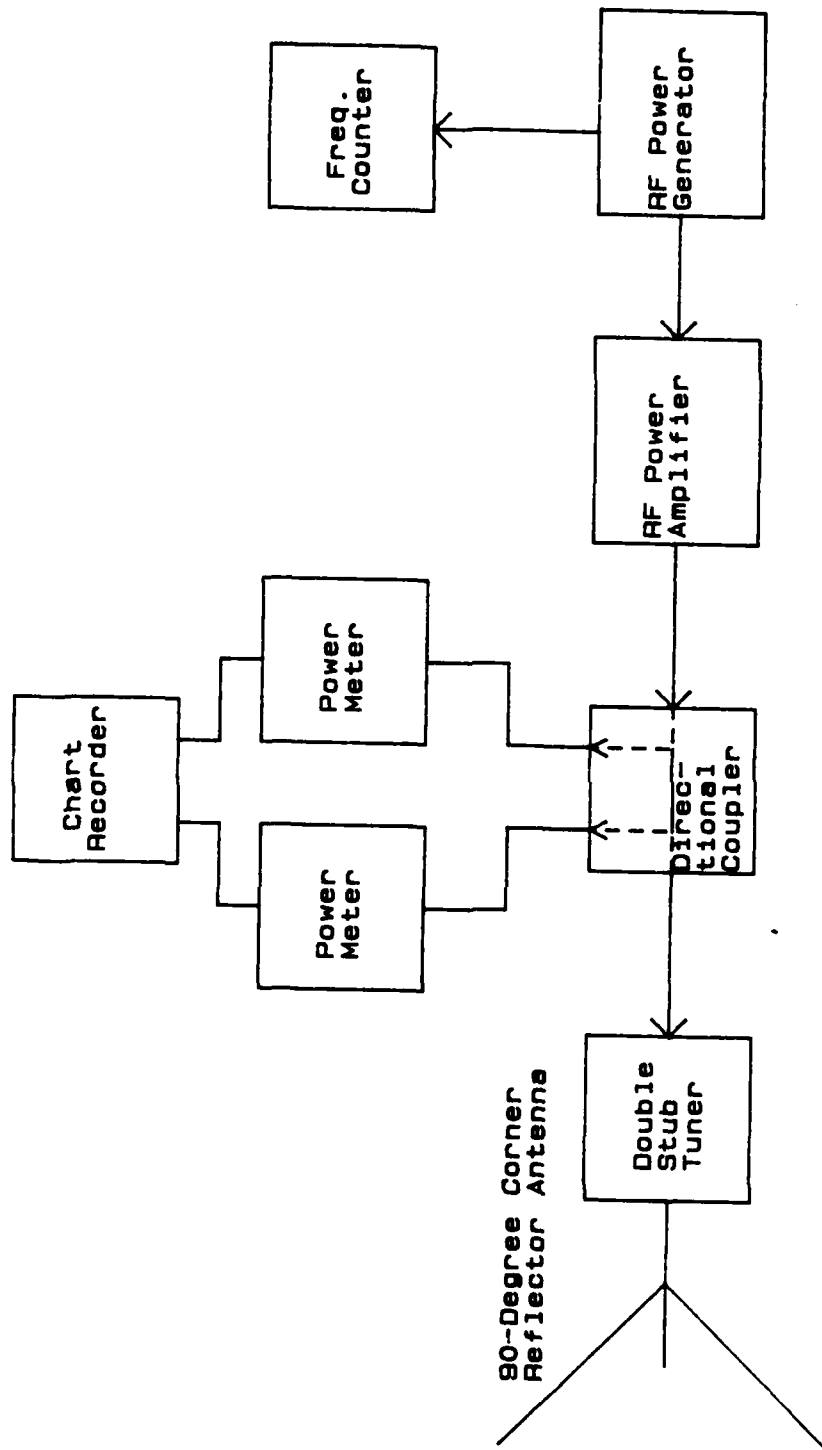 Chart
Recorder
Freq.
Counter
Power
Meter
Power
Meter
90-Degree Corner
Reflector Antenna
Double
Stub
Tuner
Direc-
tional
Coupler
RF Power
Amplifier
RF Power
Generator